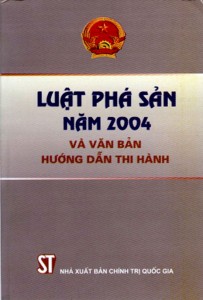 LUẬT PHÁ SẢN
NĂM 2004
VÀ VĂN BẢN
HƯỚNG DẪN THI HÀNH
ST
NHÀ XUẤT BẢN CHÍNH TRỊ QUỐC GIA